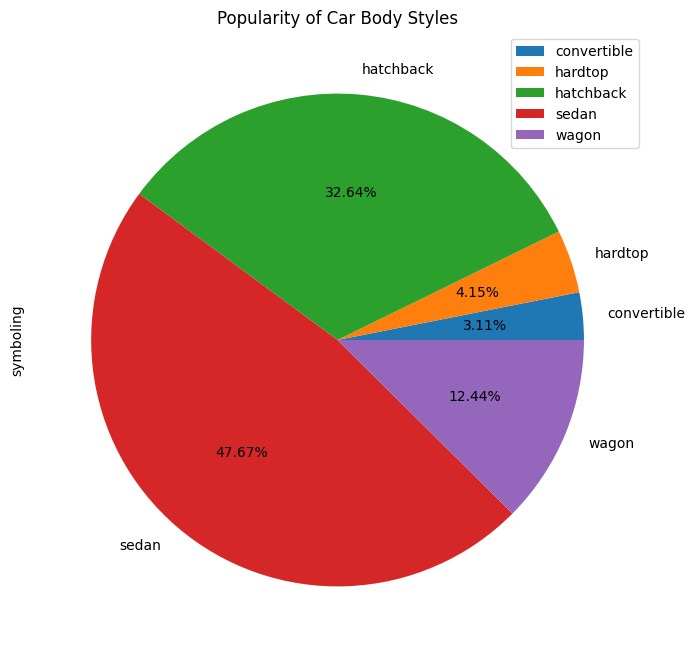 Popularity of Car Body Styles
convertible
hardtop
hatchback
sedan
wagon
hatchback
32.64%
hardtop
4.15%
convertible
3.11%
symboling
12.44%
wagon
47.67%
sedan